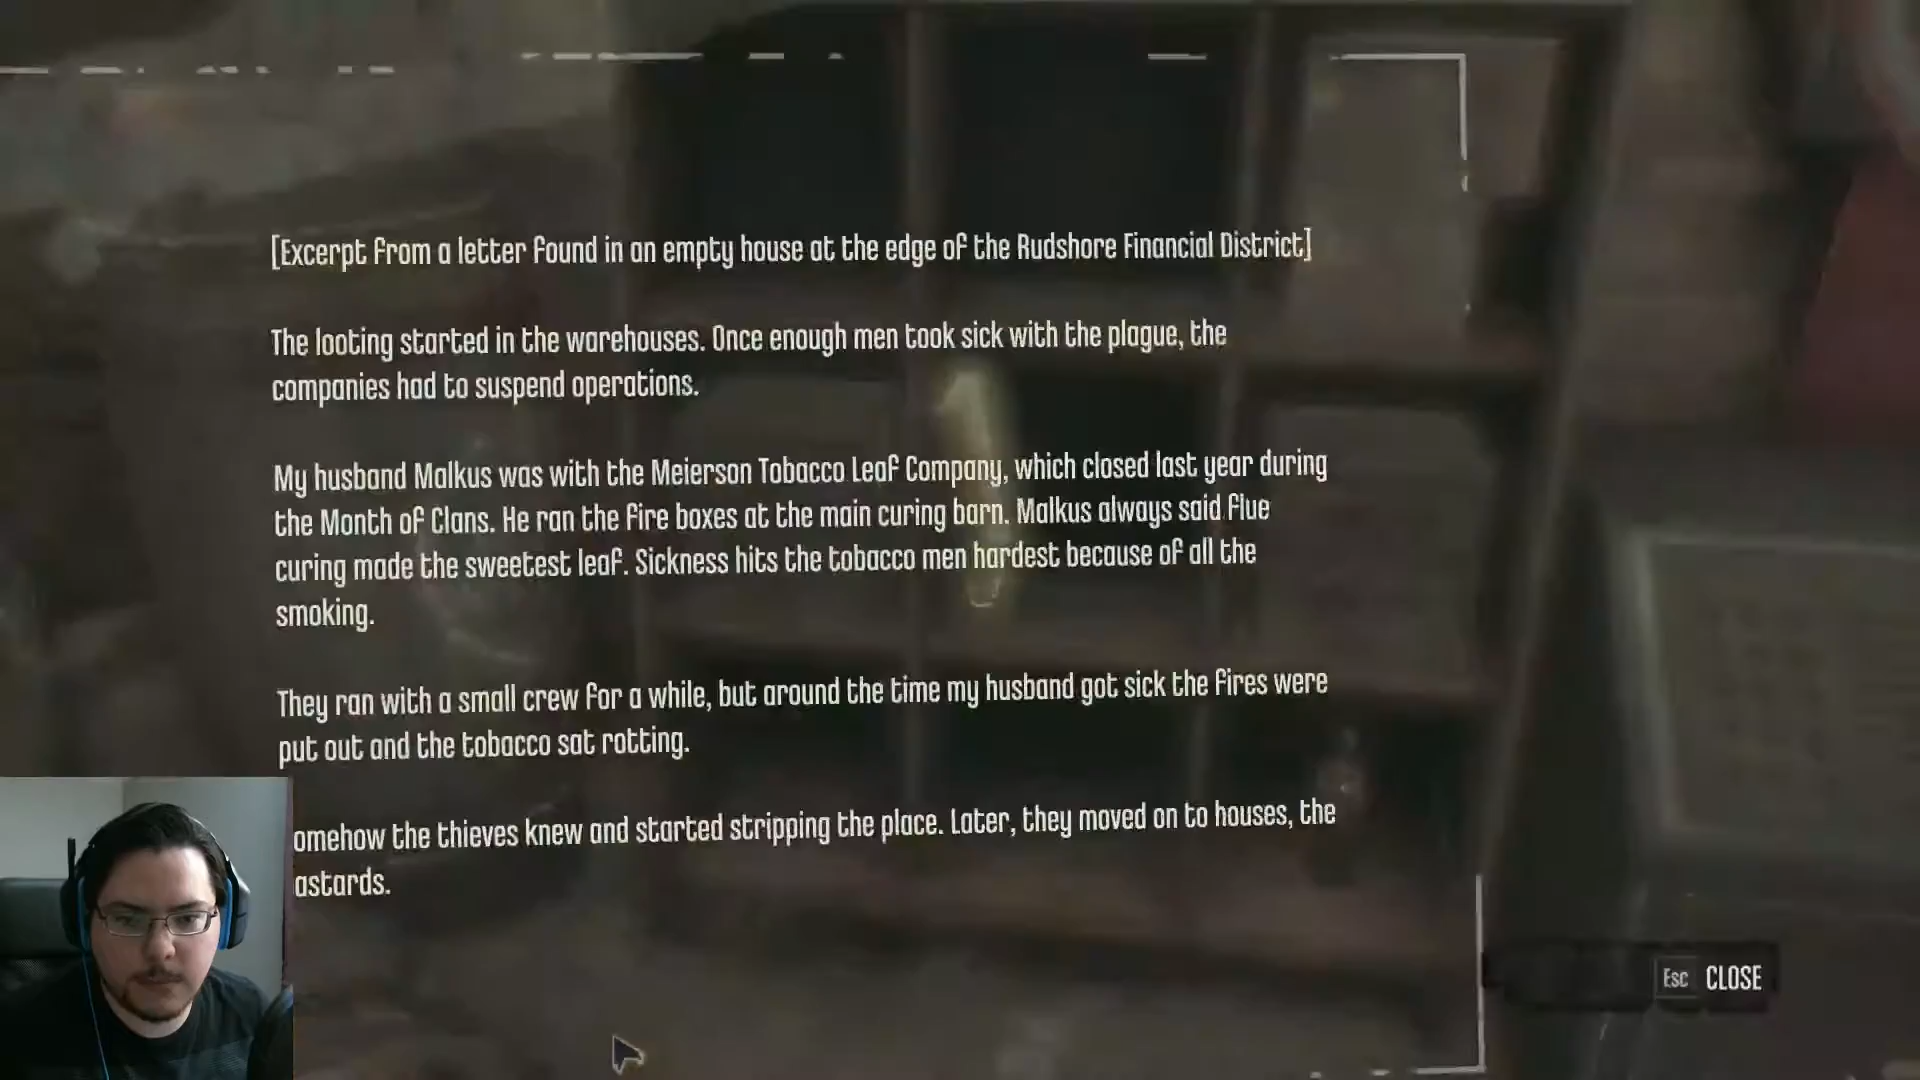 [Excerpt from a letter found in an empty house at the edge of the Rudshore Financial District]
The looting started in the warehouses. Once enough men took sick with the plague, the
companies had to suspend operations.
My husband Malkus was with the Meierson Tobacco Leaf Company, which closed last year during
the Month of Clans. He ran the fire boxes at the main curing barn. Malkus always said flue
curing made the sweetest leaf. Sickness hits the tobacco men hardest because of all the
smoking.
They ran with a small crew for a while, but around the time my husband got sick the fires were
put out and the tobacco sat rotting.
omehow the thieves knew and started stripping the place. Later, they moved on to houses, the
astards.
Esc CLOSE